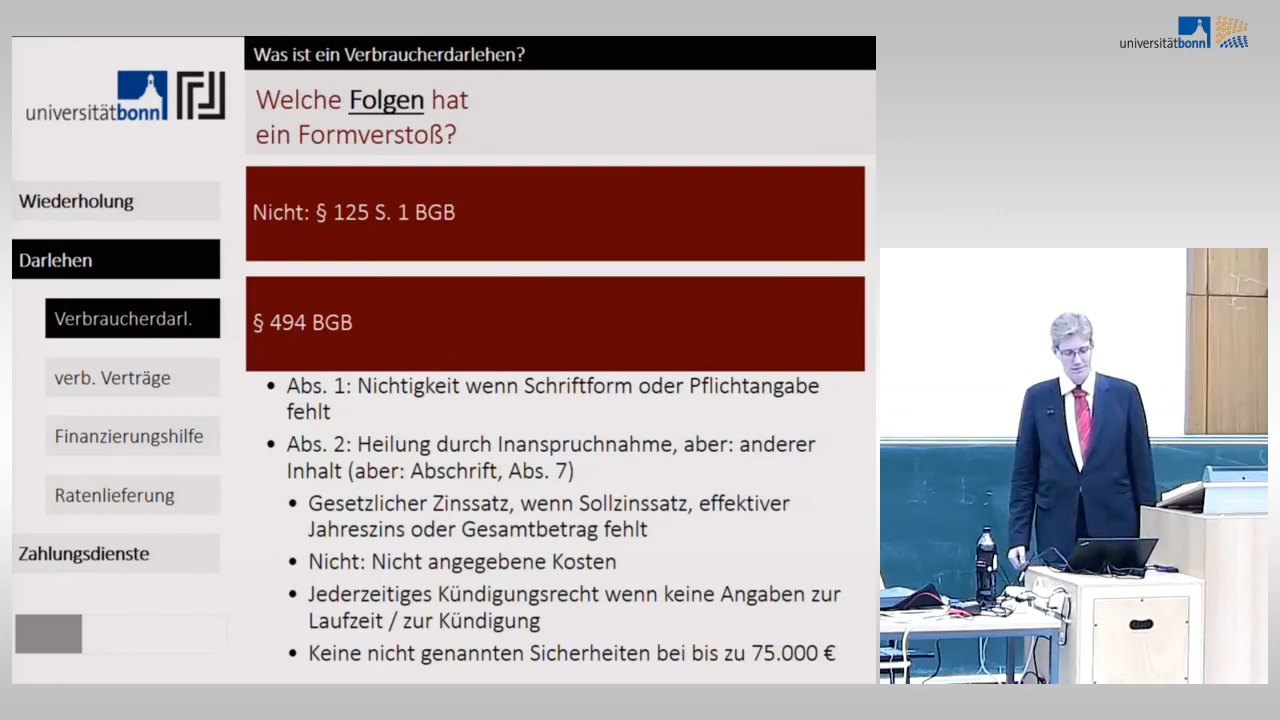 universitätbonn
Was ist ein Verbraucherdarlehen?
universitätbonn
Welche Folgen hat
ein Formverstoß?
Wiederholung
Darlehen
Verbraucherdarl.
verb. Verträge
Finanzierungshilfe
Ratenlieferung
Zahlungsdienste
Nicht: § 125 S. 1 BGB
§ 494 BGB
• Abs. 1: Nichtigkeit wenn Schriftform oder Pflichtangabe
fehlt
• Abs. 2: Heilung durch Inanspruchnahme, aber: anderer
Inhalt (aber: Abschrift, Abs. 7)
• Gesetzlicher Zinssatz, wenn Sollzinssatz, effektiver
Jahreszins oder Gesamtbetrag fehlt
• Nicht: Nicht angegebene Kosten
• Jederzeitiges Kündigungsrecht wenn keine Angaben zur
Laufzeit / zur Kündigung
• Keine nicht genannten Sicherheiten bei bis zu 75.000 €